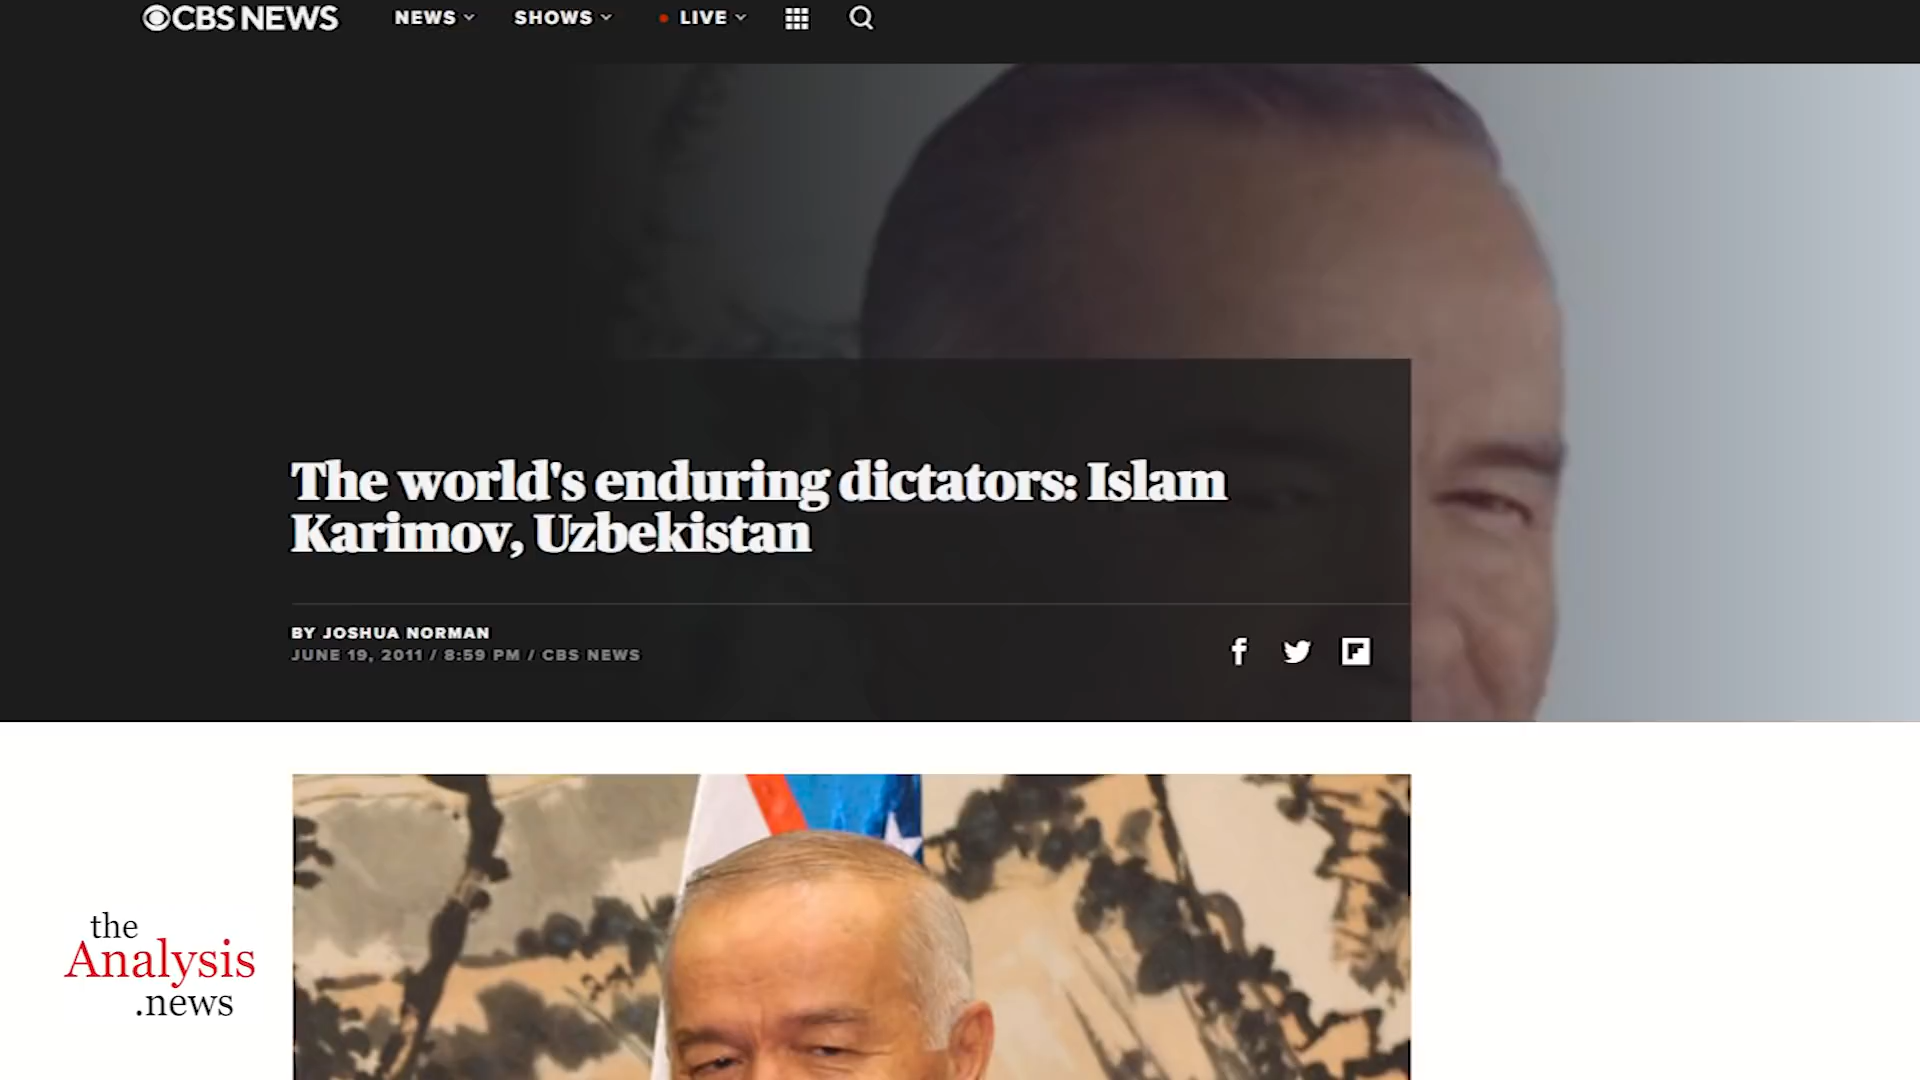 CBS NEWS
NEWS
SHOWS
LIVE
The world's enduring dictators: Islam
Karimov, Uzbekistan
BY JOSHUA NORMAN
JUNE 19, 2011 / 8:59 PM / CBS NEWS
the
Analysis
.news